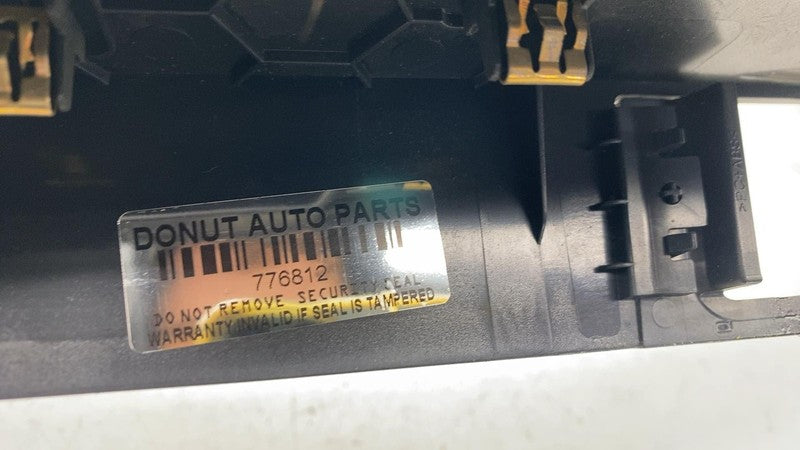 DONUT AUTO PARTS
776812
DO NOT REMOVE SECURITY SEAL
WARRANTY INVALID IF SEAL IS TAMPERED